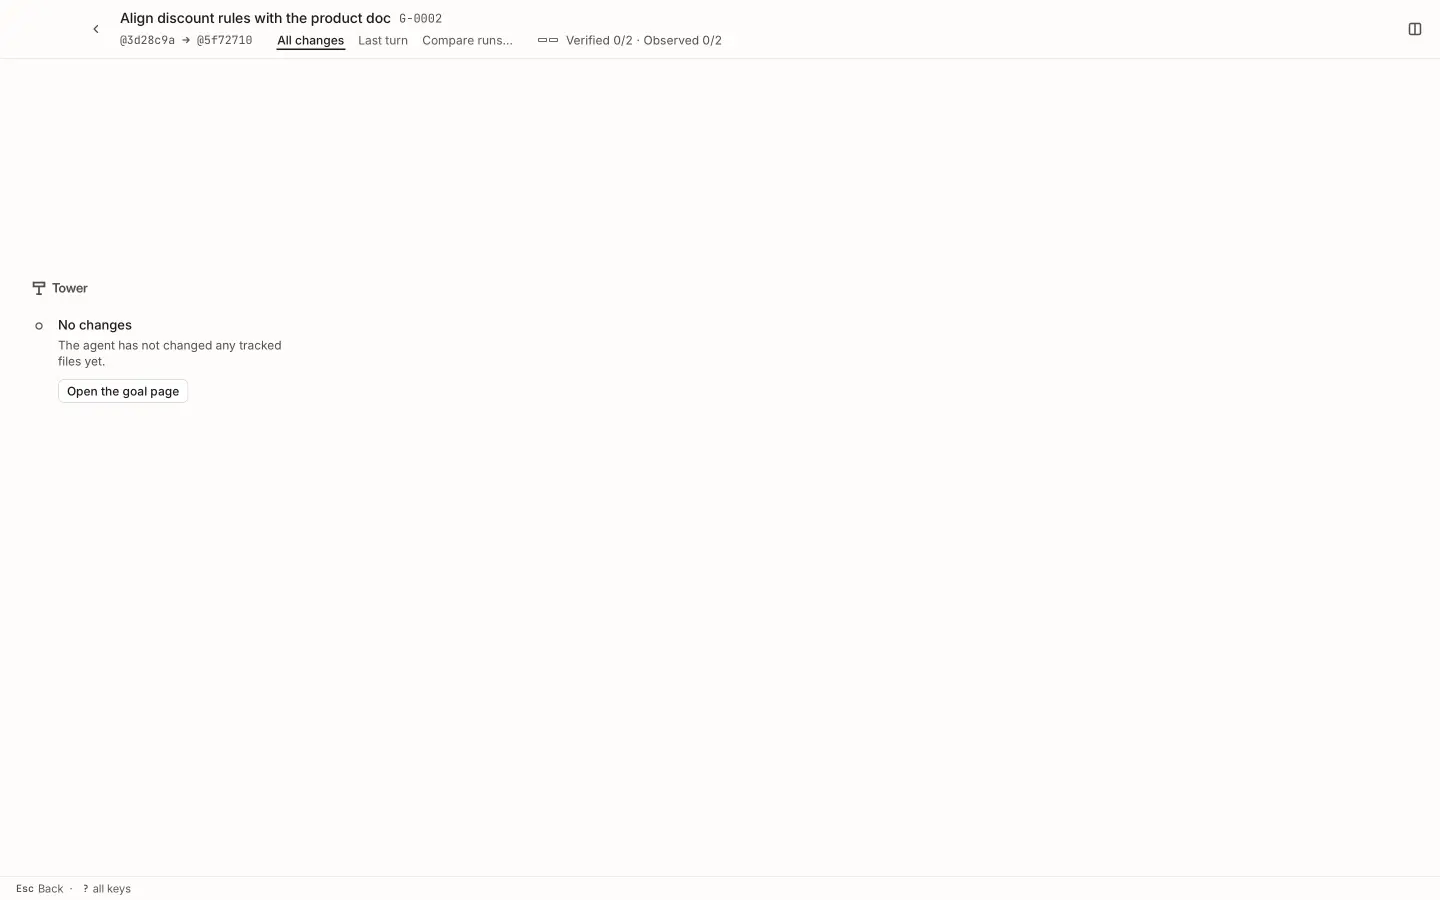 Align discount rules with the product doc G-0002
@3d28c9a → @5f72710 All changes Last turn Compare runs... Verified 0/2 · Observed 0/2
Tower
No changes
The agent has not changed any tracked
files yet.
Open the goal page
Esc Back · ? all keys